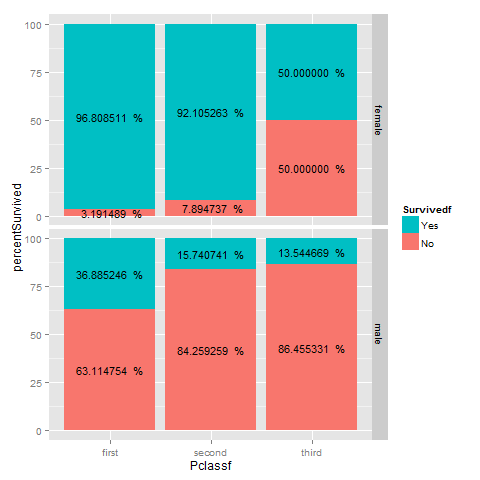 100
75
50
25
0
96.808511 %
3.191489 %
92.105263 %
7.894737 %
50.000000 %
50.000000 %
female
100
75
50
25
0
36.885246 %
63.114754 %
15.740741 %
84.259259 %
13.544669 %
86.455331 %
male
first
second
third
Pclassf
percentSurvived
Survivedf
Yes
No